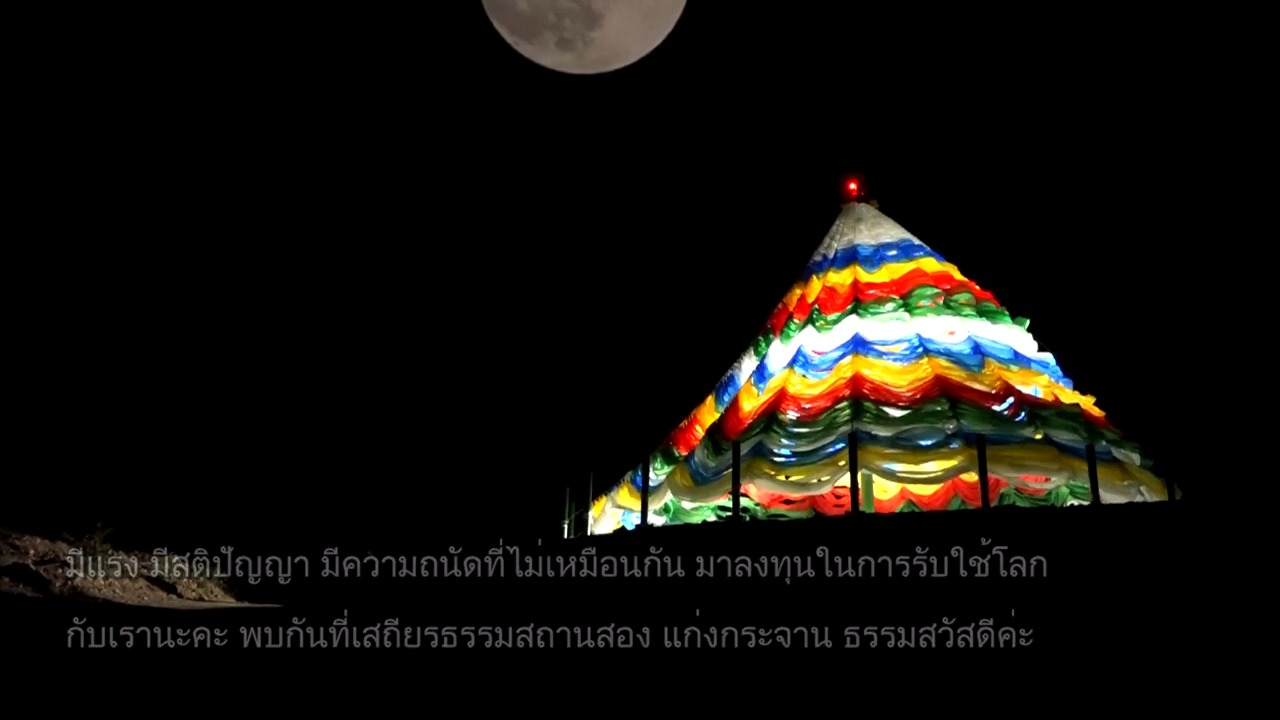 มีแรง มีสติปัญญา มีความถนัดที่ไม่เหมือนกัน มาลงทุนในการรับใช้โลก
กับเรานะคะ พบกันที่เสถียรธรรมสถานสอง แก่งกระจาน ธรรมสวัสดีค่ะ